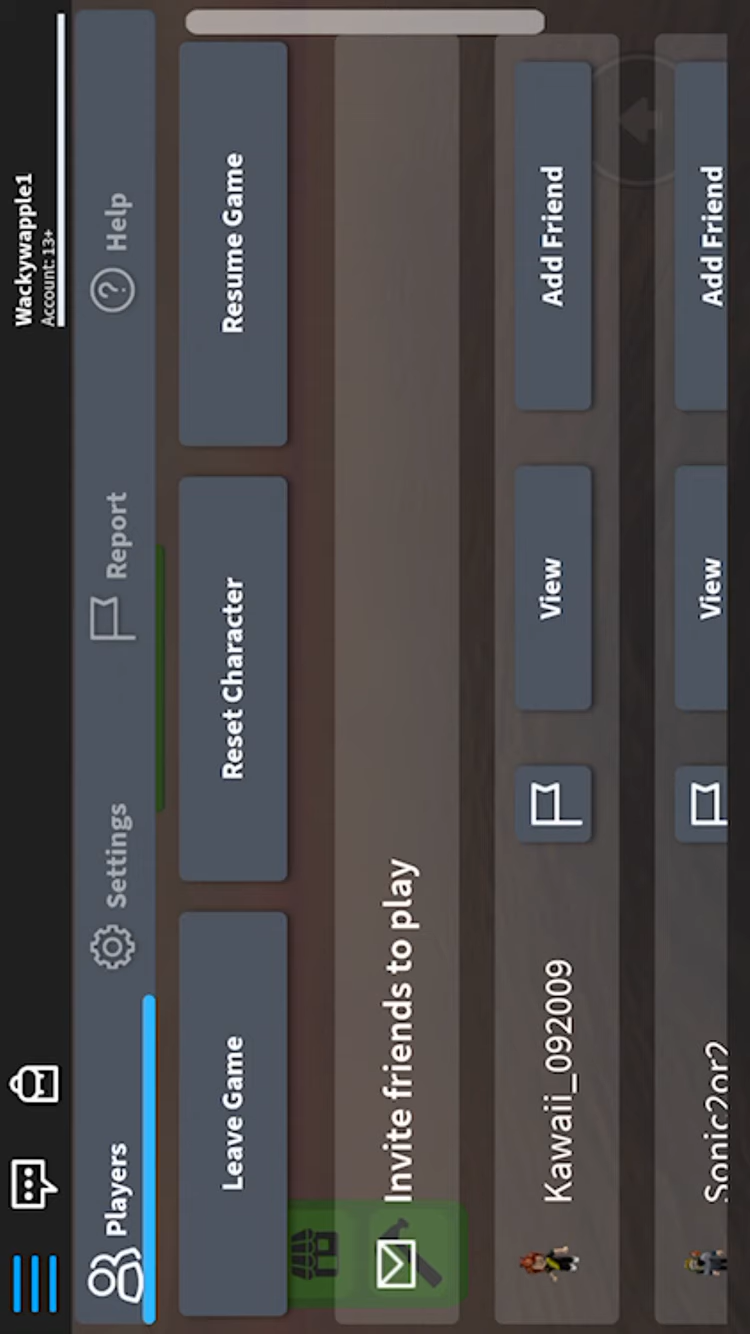 Wackywapple1
Account: 13+
Players
Settings
Report
Help
Leave Game
Reset Character
Resume Game
Invite friends to play
Kawaii_092009
View
Add Friend
Sonic2or2
View
Add Friend